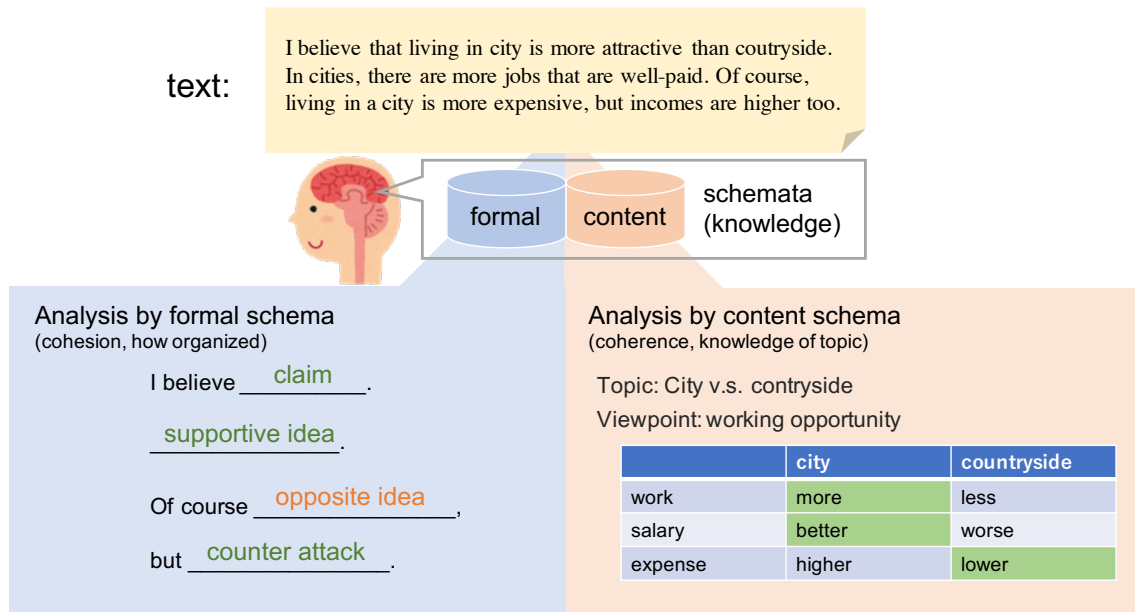 text:
I believe that living in city is more attractive than coutryside.
In cities, there are more jobs that are well-paid. Of course,
living in a city is more expensive, but incomes are higher too.
formal
content
schemata
(knowledge)
Analysis by formal schema
(cohesion, how organized)
I believe claim.
supportive idea.
Of course opposite idea,
but counter attack.
Analysis by content schema
(coherence, knowledge of topic)
Topic: City v.s. contryside
Viewpoint: working opportunity
city countryside
work more less
salary better worse
expense higher lower